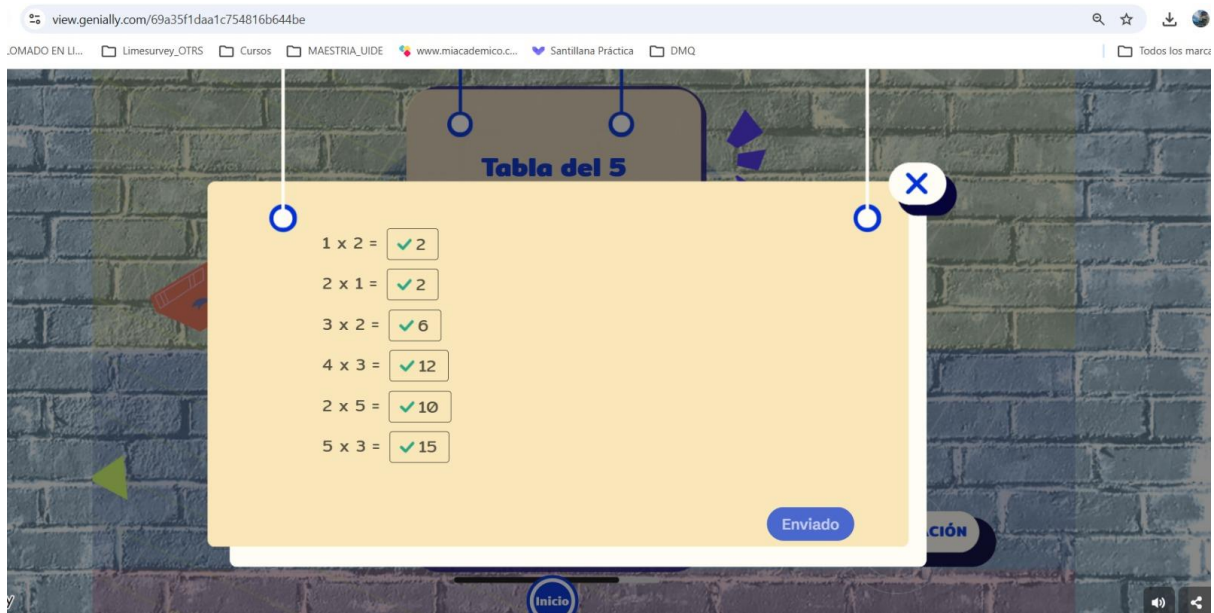 view.genially.com/69a35f1daa1c754816b644be
.OMADO EN LI... Limesurvey_OTRS Cursos MAESTRIA_UIDE www.miacademico.c... Santillana Práctica DMQ Todos los marca
Tabla del 5
1 x 2 = 2
2 x 1 = 2
3 x 2 = 6
4 x 3 = 12
2 x 5 = 10
5 x 3 = 15
Enviado
CIÓN
Inicio